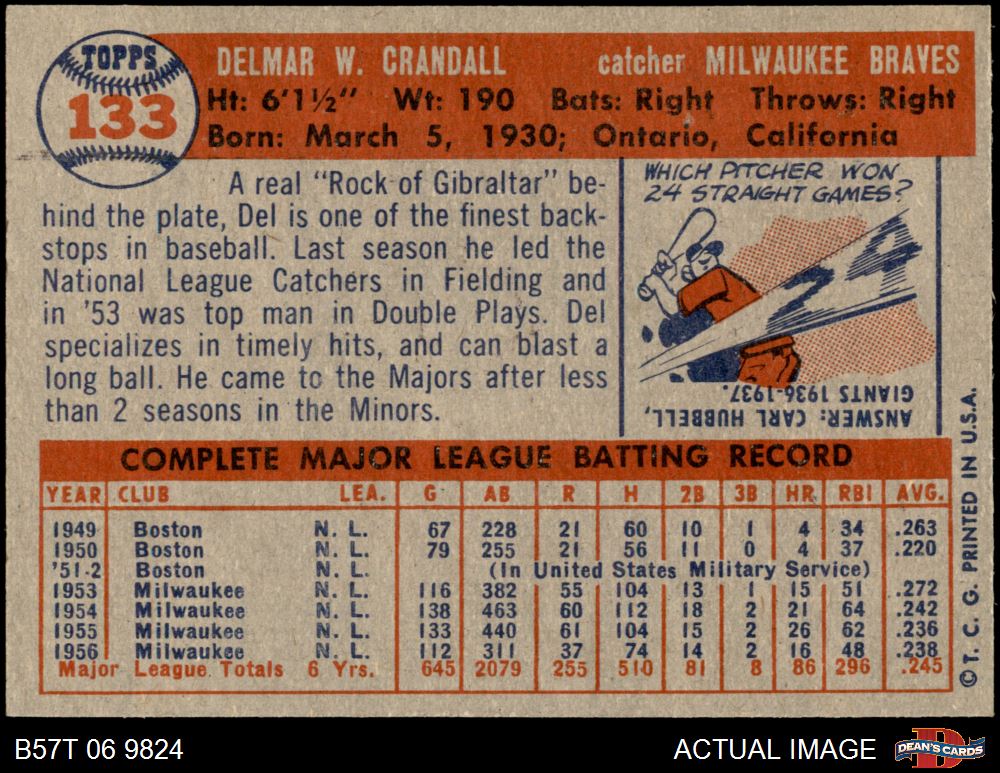 TOPPS
133
DELMAR W. CRANDALL catcher MILWAUKEE BRAVES
Ht: 6'1½" Wt: 190 Bats: Right Throws: Right
Born: March 5, 1930; Ontario, California
A real "Rock of Gibraltar" be-
hind the plate, Del is one of the finest back-
stops in baseball. Last season he led the
National League Catchers in Fielding and
in '53 was top man in Double Plays. Del
specializes in timely hits, and can blast a
long ball. He came to the Majors after less
than 2 seasons in the Minors.
WHICH PITCHER WON
24 STRAIGHT GAMES?
24
ANSWER: CARL HUBBELL,
GIANTS 1936-1937.
COMPLETE MAJOR LEAGUE BATTING RECORD
YEAR CLUB LEA. G AB R H 2B 3B HR RBI AVG.
1949 Boston N. L. 67 228 21 60 10 1 4 34 .263
1950 Boston N. L. 79 255 21 56 11 0 4 37 .220
'51-2 Boston N. L. (In United States Military Service)
1953 Milwaukee N. L. 116 382 55 104 13 1 15 51 .272
1954 Milwaukee N. L. 138 463 60 112 18 2 21 64 .242
1955 Milwaukee N. L. 133 440 61 104 15 2 26 62 .236
1956 Milwaukee N. L. 112 311 37 74 14 2 16 48 .238
Major League Totals 6 Yrs. 645 2079 255 510 81 8 86 296 .245
© T. C. G. PRINTED IN U.S.A.
B57T 06 9824 ACTUAL IMAGE
D
DEAN'S CARDS